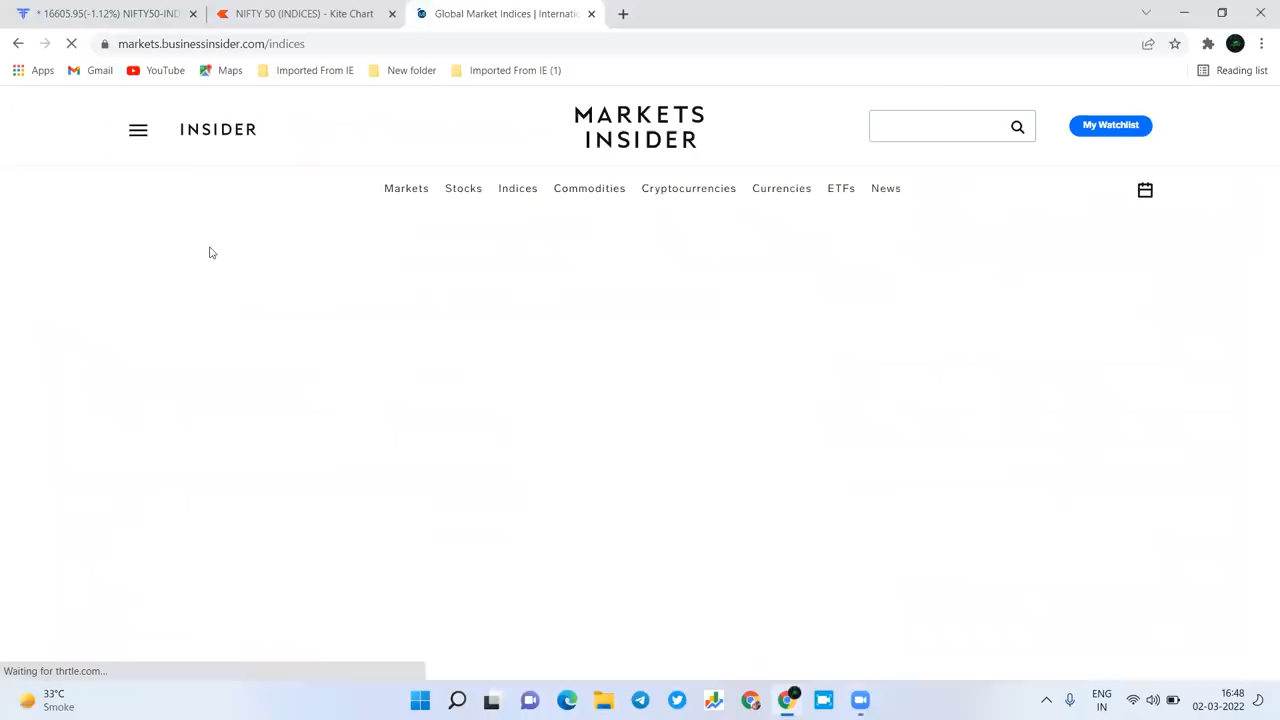 * 16605.95(-1.12%) NIFTY50-IND
NIFTY 50 (INDICES) - Kite Chart
Global Market Indices | Internatio
markets.businessinsider.com/indices
Apps
Gmail
YouTube
Maps
Imported From IE
New folder
Imported From IE (1)
Reading list
INSIDER
MARKETS
INSIDER
My Watchlist
Markets
Stocks
Indices
Commodities
Cryptocurrencies
Currencies
ETFs
News
Waiting for thrtle.com...
33°C
Smoke
ENG
IN
16:48
02-03-2022